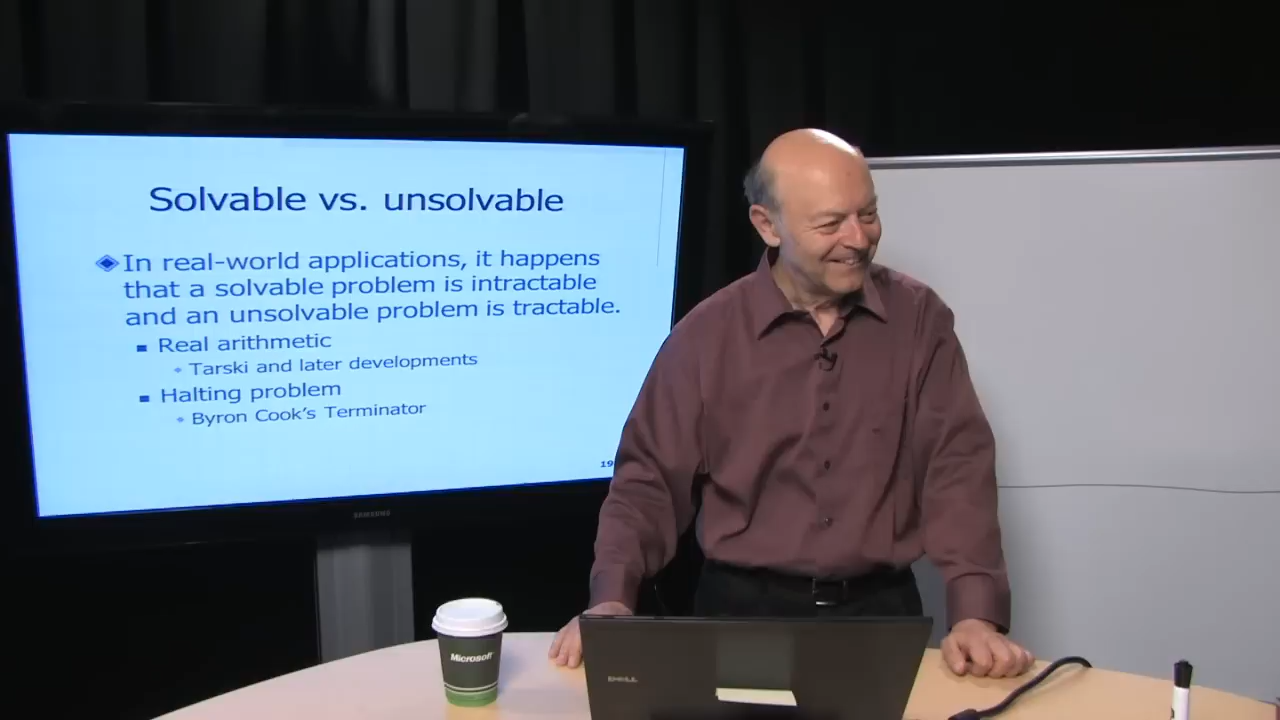 Solvable vs. unsolvable
In real-world applications, it happens
that a solvable problem is intractable
and an unsolvable problem is tractable.
Real arithmetic
Tarski and later developments
Halting problem
Byron Cook's Terminator
19
SAMSUNG
Microsoft
DELL